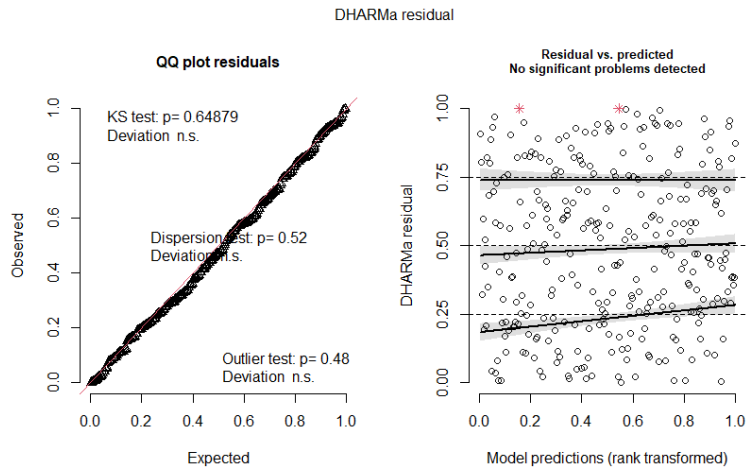 DHARMa residual
QQ plot residuals
KS test: p= 0.64879
Deviation n.s.
Dispersion test: p= 0.52
Deviation n.s.
Outlier test: p= 0.48
Deviation n.s.
Observed
0.0 0.2 0.4 0.6 0.8 1.0
0.0 0.2 0.4 0.6 0.8 1.0
Expected
Residual vs. predicted
No significant problems detected
DHARMa residual
0.00 0.25 0.50 0.75 1.00
0.0 0.2 0.4 0.6 0.8 1.0
Model predictions (rank transformed)